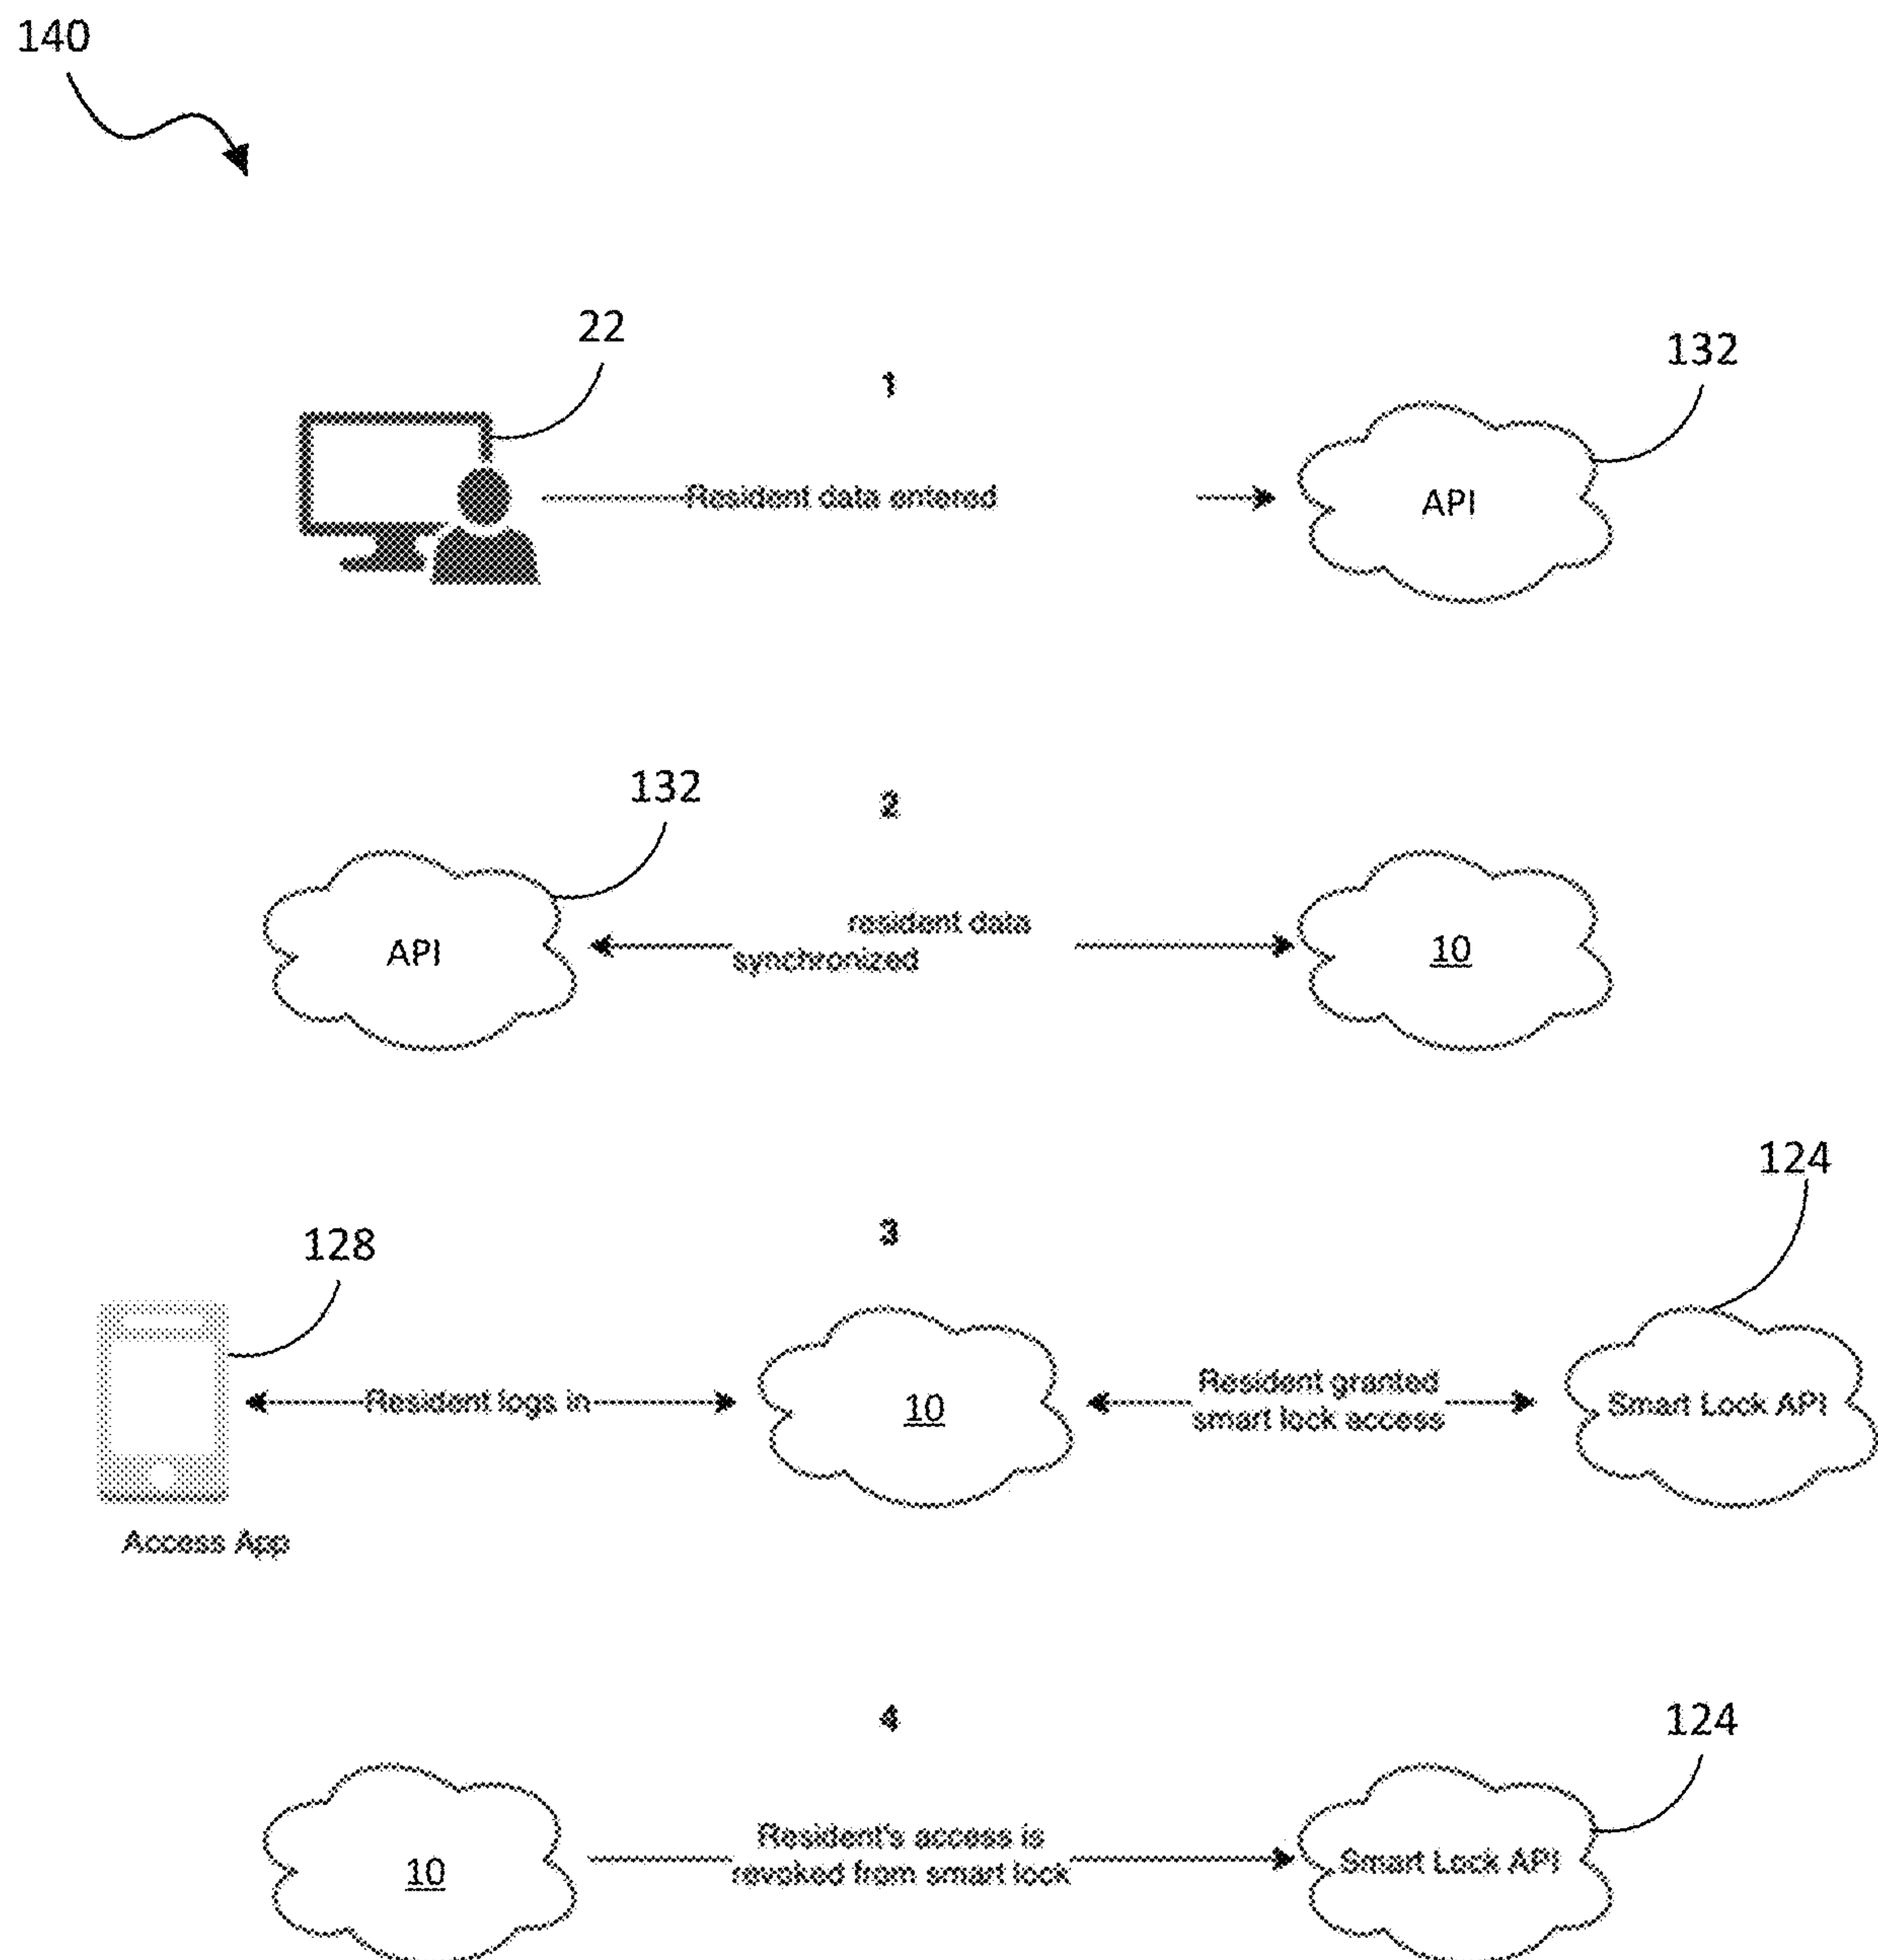 140
22
1
132
Resident data entered
API
132
2
resident data
synchronized
API
10
124
128
3
Resident logs in
10
Resident granted
smart lock access
Smart Lock API
Access App
4
124
10
Resident's access is
revoked from smart lock
Smart Lock API